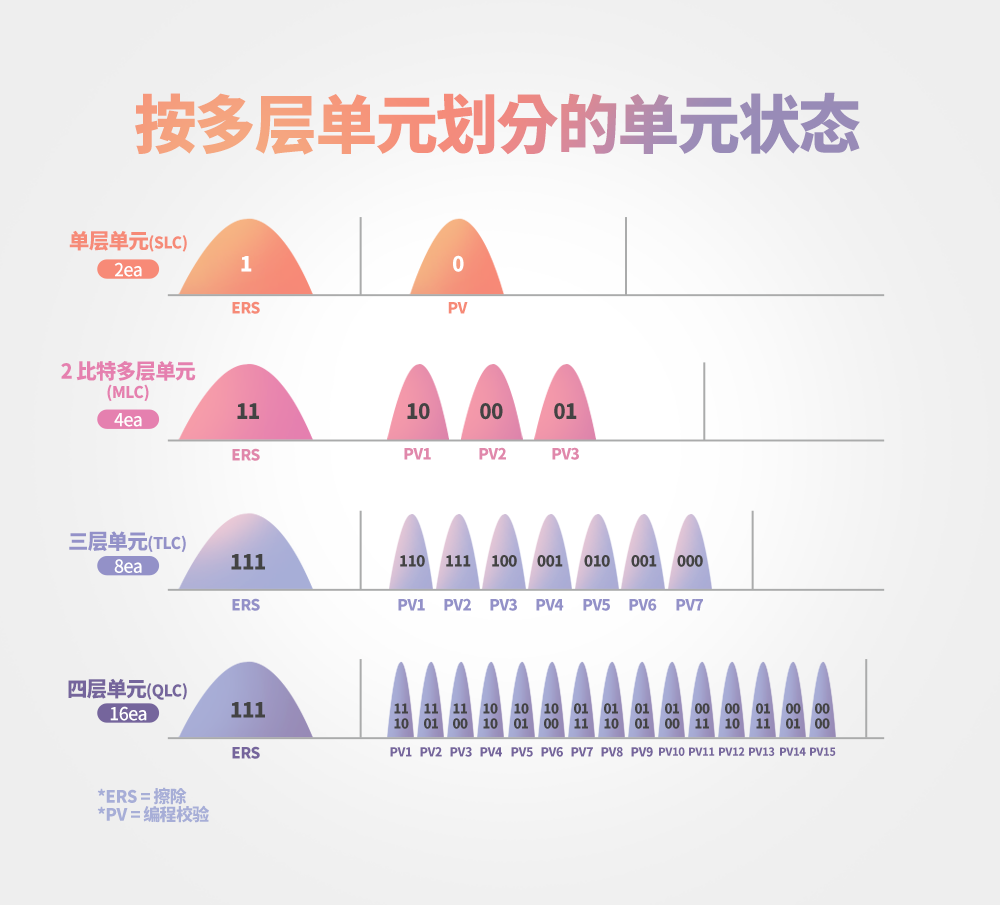 按多层单元划分的单元状态
单层单元(SLC)
2ea
1
0
ERS
PV
2 比特多层单元
(MLC)
4ea
11
10
00
01
ERS
PV1
PV2
PV3
三层单元(TLC)
8ea
111
110
111
100
001
010
001
000
ERS
PV1
PV2
PV3
PV4
PV5
PV6
PV7
四层单元(QLC)
16ea
111
11
10
11
01
11
00
10
10
10
01
10
00
01
11
01
10
01
01
01
00
00
11
00
10
01
11
00
01
00
00
ERS
PV1
PV2
PV3
PV4
PV5
PV6
PV7
PV8
PV9
PV10
PV11
PV12
PV13
PV14
PV15
*ERS = 擦除
*PV = 编程校验